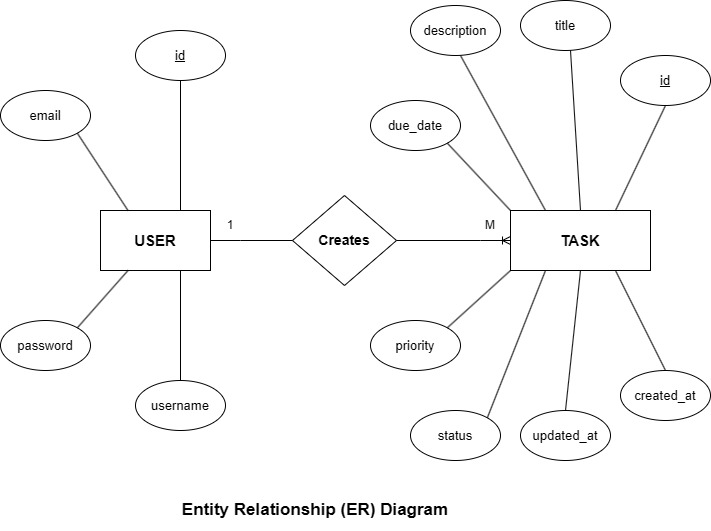 description
title
id
id
email
due_date
1
M
USER
Creates
TASK
password
priority
created_at
username
status
updated_at
Entity Relationship (ER) Diagram